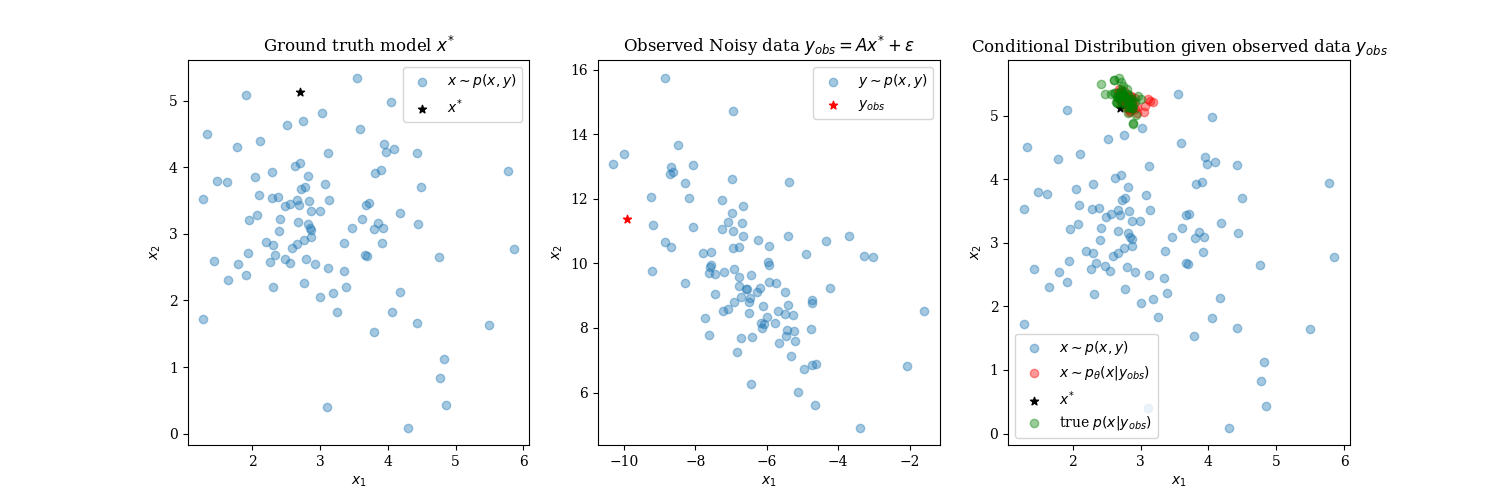 Ground truth model x*
x ~ p(x, y)
x*
5
4
3
2
1
0
x₂
2 3 4 5 6
x₁
Observed Noisy data y_obs = Ax* + ε
y ~ p(x, y)
y_obs
16
14
12
10
8
6
x₂
−10 −8 −6 −4 −2
x₁
Conditional Distribution given observed data y_obs
5
4
3
2
1
0
x₂
x ~ p(x, y)
x ~ p_θ(x|y_obs)
x*
true p(x|y_obs)
2 3 4 5 6
x₁